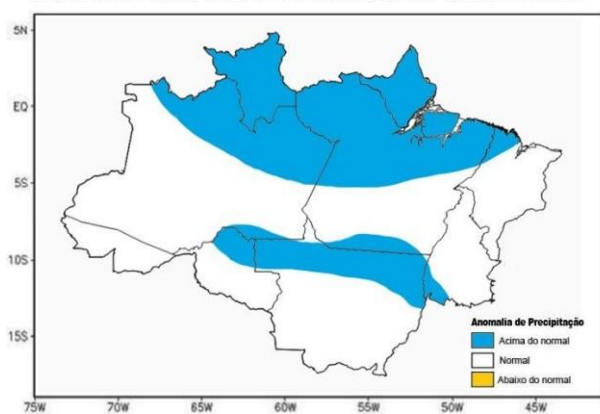 5N
EQ
5S
10S
15S
75W 70W 65W 60W 55W 50W 45W
Anomalia de Precipitação
Acima do normal
Normal
Abaixo do normal